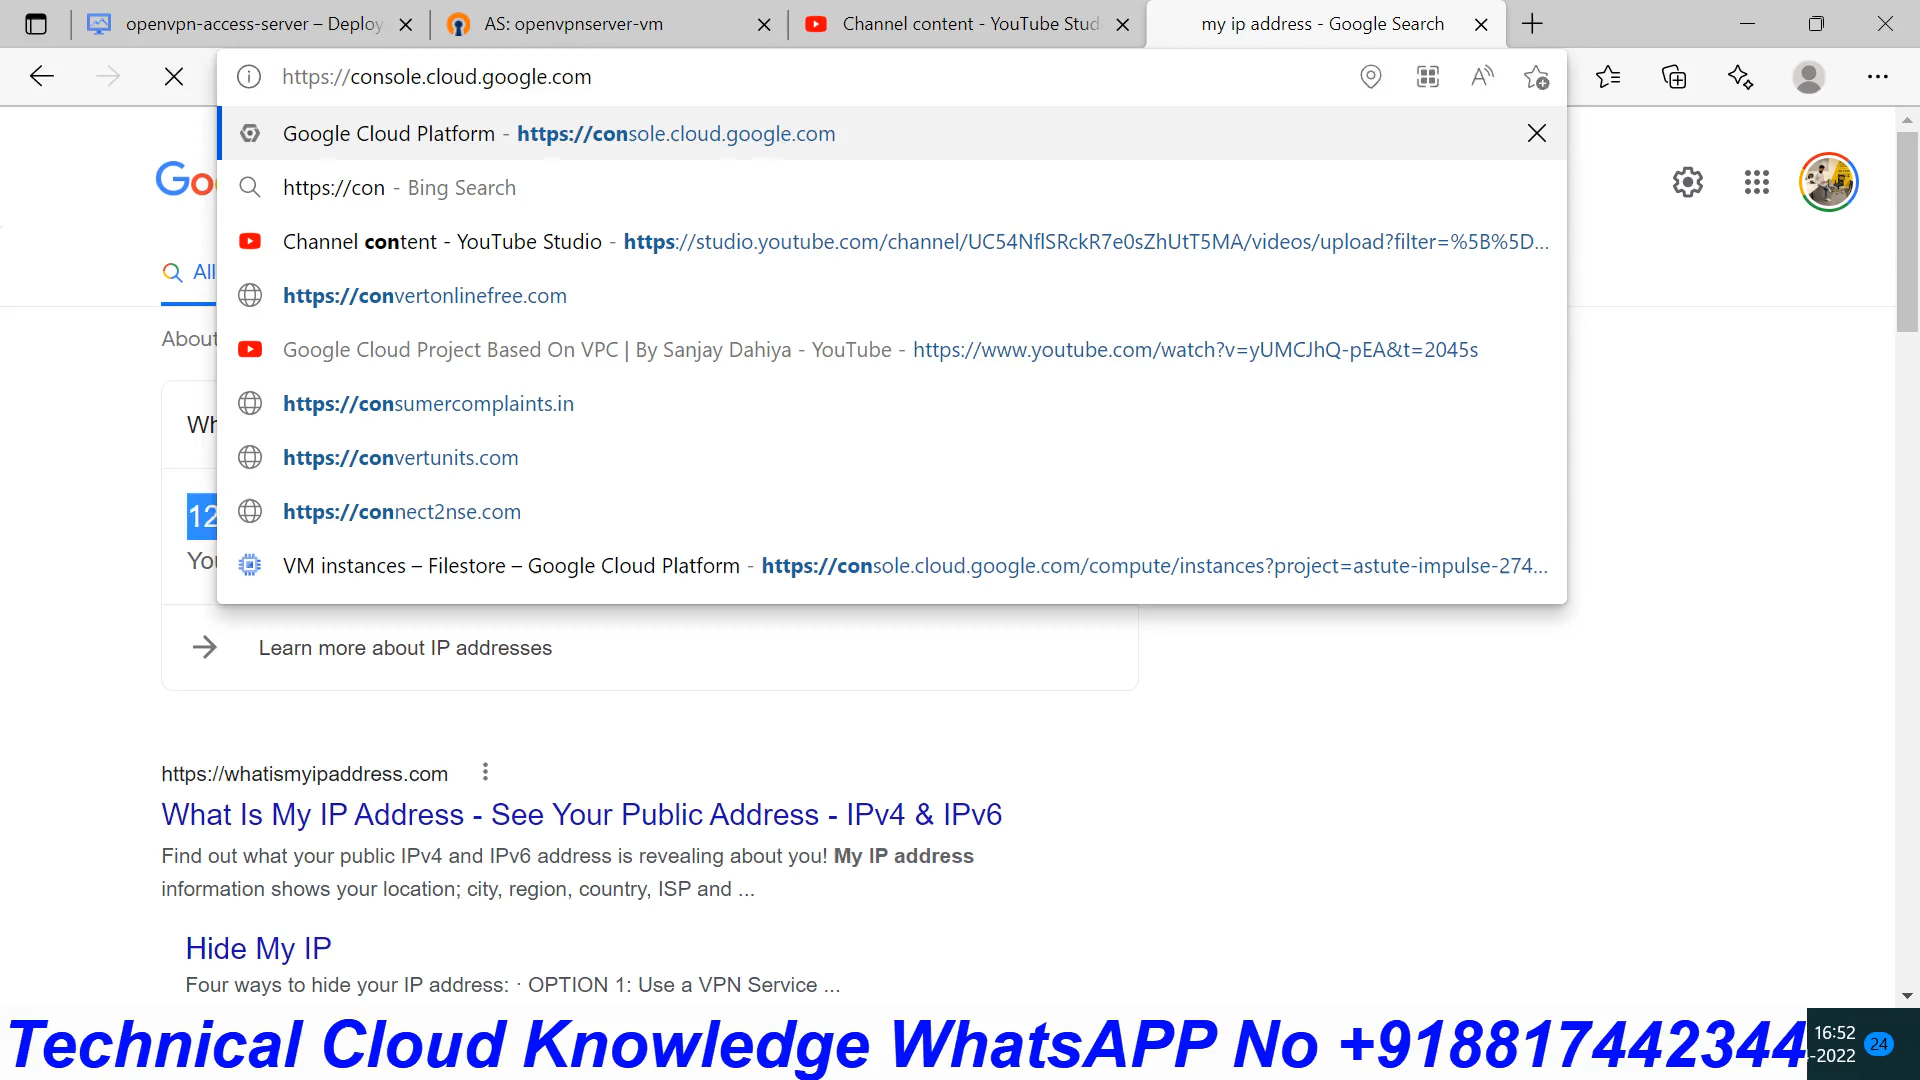 openvpn-access-server – Deploy
AS: openvpnserver-vm
Channel content - YouTube Stud
my ip address - Google Search
https://console.cloud.google.com
Google Cloud Platform - https://console.cloud.google.com
https://con - Bing Search
Channel content - YouTube Studio - https://studio.youtube.com/channel/UC54NflSRckR7e0sZhUtT5MA/videos/upload?filter=%5B%5D...
https://convertonlinefree.com
Google Cloud Project Based On VPC | By Sanjay Dahiya - YouTube - https://www.youtube.com/watch?v=yUMCJhQ-pEA&t=2045s
https://consumercomplaints.in
https://convertunits.com
https://connect2nse.com
VM instances – Filestore – Google Cloud Platform - https://console.cloud.google.com/compute/instances?project=astute-impulse-274...
Goo
All
About
Wh
12
You
Learn more about IP addresses
https://whatismyipaddress.com
What Is My IP Address - See Your Public Address - IPv4 & IPv6
Find out what your public IPv4 and IPv6 address is revealing about you! My IP address
information shows your location; city, region, country, ISP and ...
Hide My IP
Four ways to hide your IP address: · OPTION 1: Use a VPN Service ...
Technical Cloud Knowledge WhatsAPP No +918817442344
16:52
-2022
24